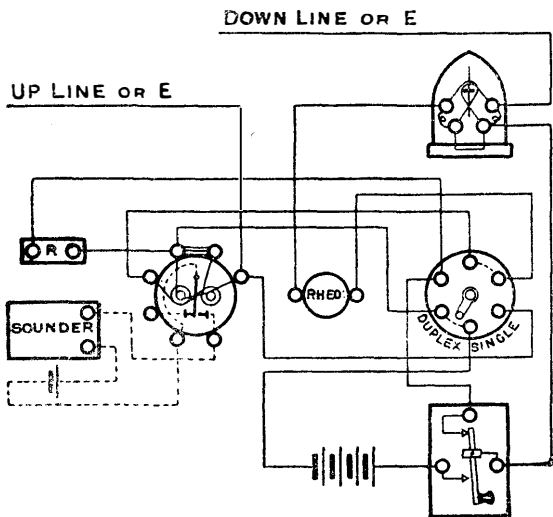 DOWN LINE OR E
UP LINE OR E
R
RHEO
SOUNDER
DUPLEX SINGLE